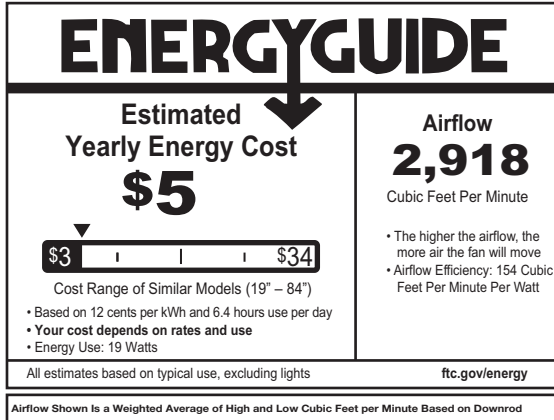 ENERGYGUIDE
Estimated
Yearly Energy Cost
$5
$3 $34
Cost Range of Similar Models (19” – 84”)
• Based on 12 cents per kWh and 6.4 hours use per day
• Your cost depends on rates and use
• Energy Use: 19 Watts
Airflow
2,918
Cubic Feet Per Minute
• The higher the airflow, the
more air the fan will move
• Airflow Efficiency: 154 Cubic
Feet Per Minute Per Watt
All estimates based on typical use, excluding lights
ftc.gov/energy
Airflow Shown Is a Weighted Average of High and Low Cubic Feet per Minute Based on Downrod